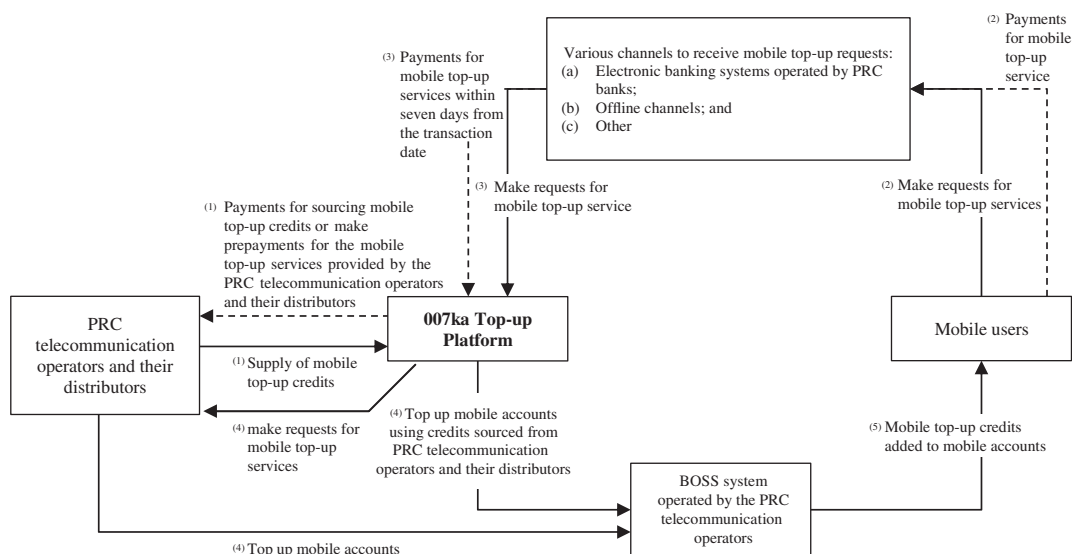 (2) Payments
for mobile
top-up
service
(3) Payments for
mobile top-up
services within
seven days from
the transaction
date
Various channels to receive mobile top-up requests:
(a) Electronic banking systems operated by PRC
banks;
(b) Offline channels; and
(c) Other
(3) Make requests for
mobile top-up service
(2) Make requests for
mobile top-up services
(1) Payments for sourcing mobile
top-up credits or make
prepayments for the mobile
top-up services provided by the
PRC telecommunication operators
and their distributors
PRC
telecommunication
operators and their
distributors
007ka Top-up
Platform
Mobile users
(1) Supply of mobile
top-up credits
(4) make requests for
mobile top-up
services
(4) Top up mobile accounts
using credits sourced from
PRC telecommunication
operators and their distributors
(5) Mobile top-up credits
added to mobile accounts
BOSS system
operated by the PRC
telecommunication
operators
(4) Top up mobile accounts